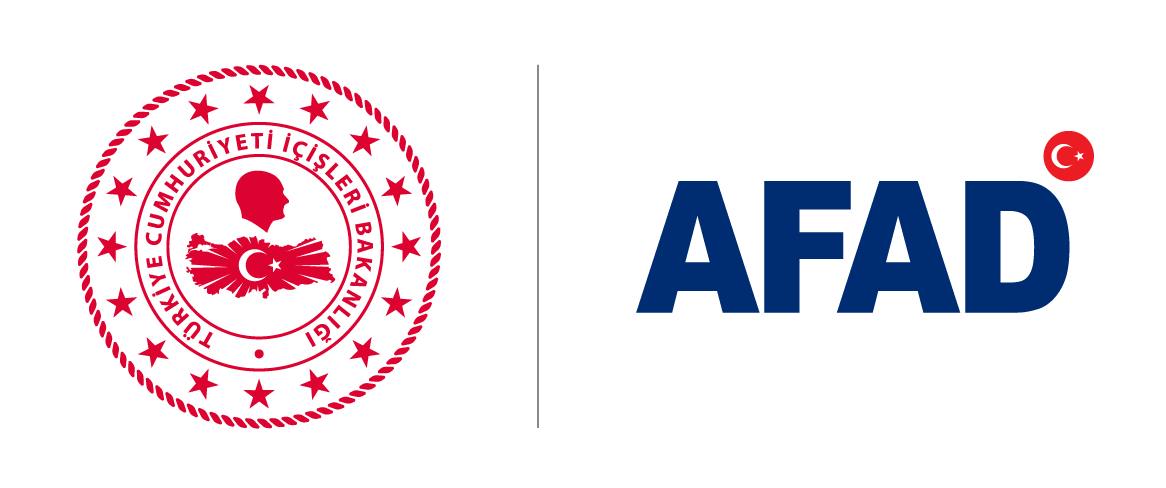 TÜRKİYE CUMHURİYETİ İÇİŞLERİ BAKANLIĞI
AFAD